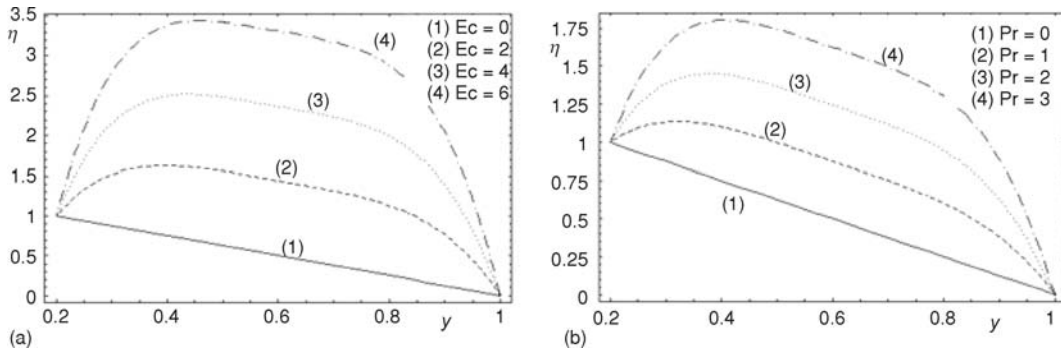 3.5
η
3
2.5
2
1.5
1
0.5
0
0.2
0.4
0.6
0.8
y
1
(1) Ec = 0
(2) Ec = 2
(3) Ec = 4
(4) Ec = 6
(4)
(3)
(2)
(1)
(a)
1.75
η
1.5
1.25
1
0.75
0.5
0.25
0
0.2
0.4
0.6
0.8
y
1
(1) Pr = 0
(2) Pr = 1
(3) Pr = 2
(4) Pr = 3
(4)
(3)
(2)
(1)
(b)